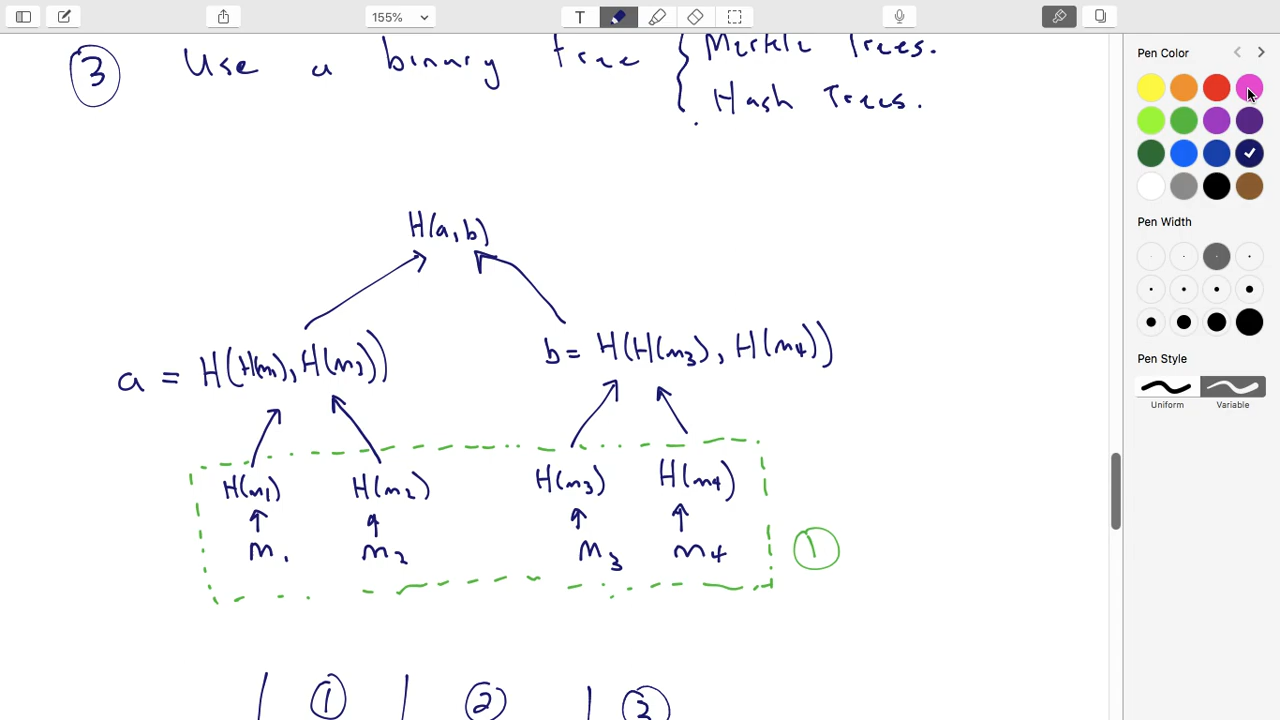 155%
T
Pen Color
③ Use a binary tree { Merkle Trees.
Hash Trees.
H(a,b)
Pen Width
a = H(H(m1), H(m2))
b = H(H(m3), H(m4))
Pen Style
Uniform Variable
H(m1) H(m2) H(m3) H(m4)
m1 m2 m3 m4 ①
① ② ③